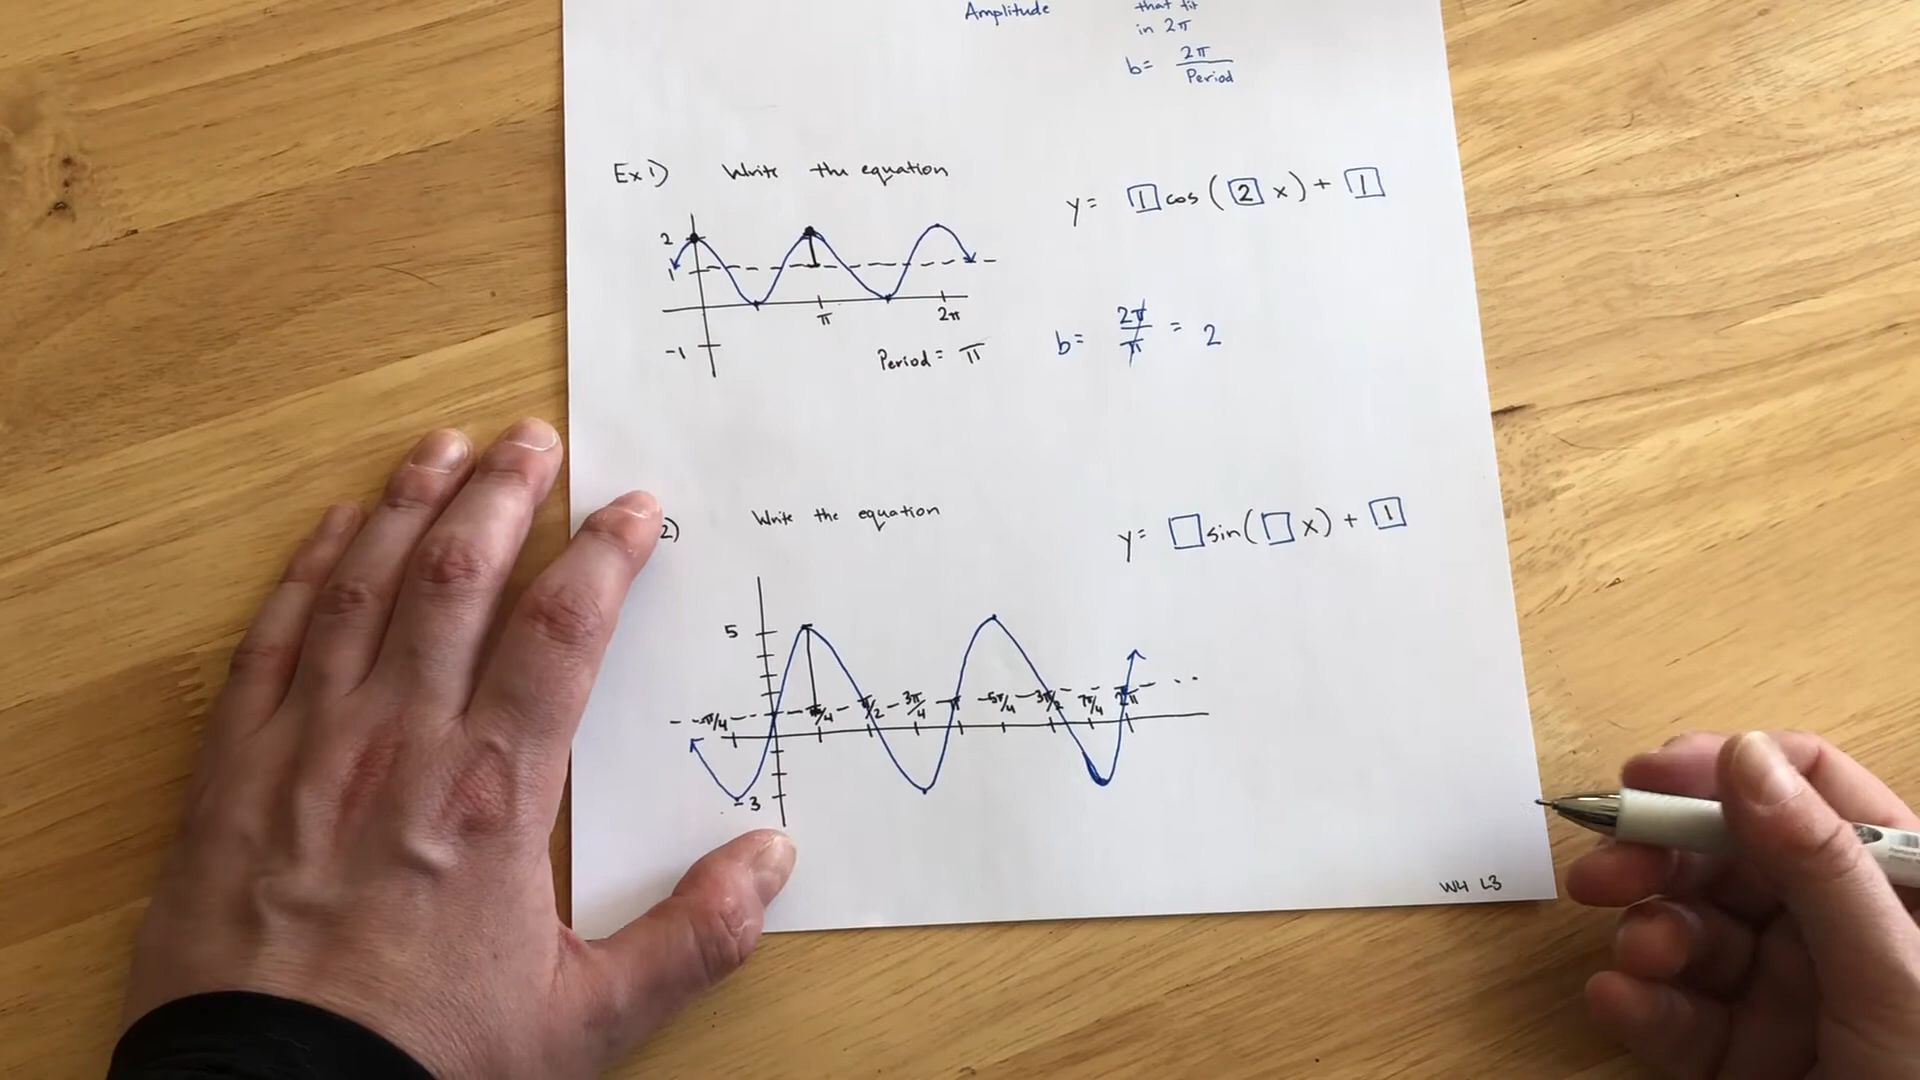 Amplitude
that fit
in 2π
b= 2π
Period
Ex 1) Write the equation
y= 1 cos ( 2 x) + 1
2
1
π
2π
-1
Period = π
b= 2π/π = 2
2) Write the equation
y= sin( x) + 1
5
-π/4 π/4 π/2 3π/4 π 5π/4 3π/2 7π/4 2π
-3
W4 L3